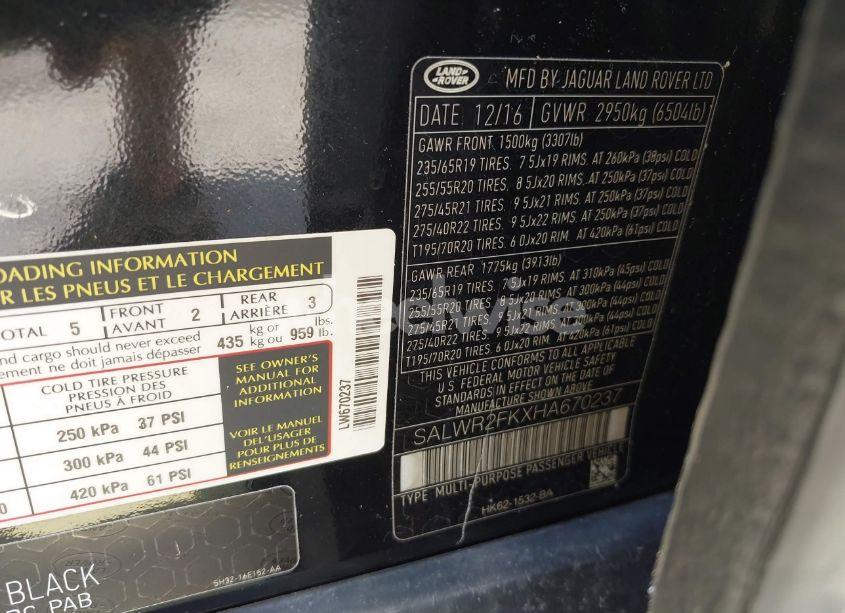 LAND
ROVER
MFD BY JAGUAR LAND ROVER LTD
DATE 12/16 GVWR 2950kg (6504lb)
GAWR FRONT 1500kg (3307lb)
235/65R19 TIRES. 7 5Jx19 RIMS. AT 260kPa (38psi) COLD
255/55R20 TIRES. 8 5Jx20 RIMS. AT 250kPa (37psi) COLD
275/45R21 TIRES. 9 5Jx21 RIMS. AT 250kPa (37psi) COLD
275/40R22 TIRES. 9 5Jx22 RIMS. AT 250kPa (37psi) COLD
T195/70R20 TIRES. 6 0Jx20 RIM. AT 420kPa (61psi) COLD
GAWR REAR 1775kg (3913lb)
235/65R19 TIRES. 7 5Jx19 RIMS. AT 310kPa (45psi) COLD
255/55R20 TIRES. 8 5Jx20 RIMS. AT 300kPa (44psi) COLD
275/45R21 TIRES. 9 5Jx21 RIMS. AT 300kPa (44psi) COLD
275/40R22 TIRES. 9 5Jx22 RIMS. AT 300kPa (44psi) COLD
T195/70R20 TIRES. 6 0Jx20 RIM. AT 420kPa (61 psi) COLD
THIS VEHICLE CONFORMS TO ALL APPLICABLE
U.S. FEDERAL MOTOR VEHICLE SAFETY
STANDARDS IN EFFECT ON THE DATE OF
MANUFACTURE SHOWN ABOVE
SALWR2FKXHA670237
TYPE MULTI-PURPOSE PASSENGER VEHICLE
HK62-1532-BA
OADING INFORMATION
R LES PNEUS ET LE CHARGEMENT
OTAL 5 FRONT AVANT 2 REAR ARRIÈRE 3
nd cargo should never exceed
ement ne doit jamais dépasser 435 kg or kg ou 959 lbs. lb.
COLD TIRE PRESSURE
PRESSION DES
PNEUS À FROID
250 kPa 37 PSI
300 kPa 44 PSI
0 420 kPa 61 PSI
SEE OWNER'S
MANUAL FOR
ADDITIONAL
INFORMATION
VOIR LE MANUEL
DEL'USAGER
POUR PLUS DE
RENSEIGNEMENTS
LW670237
5H32-16E182-AA
BLACK
PAB